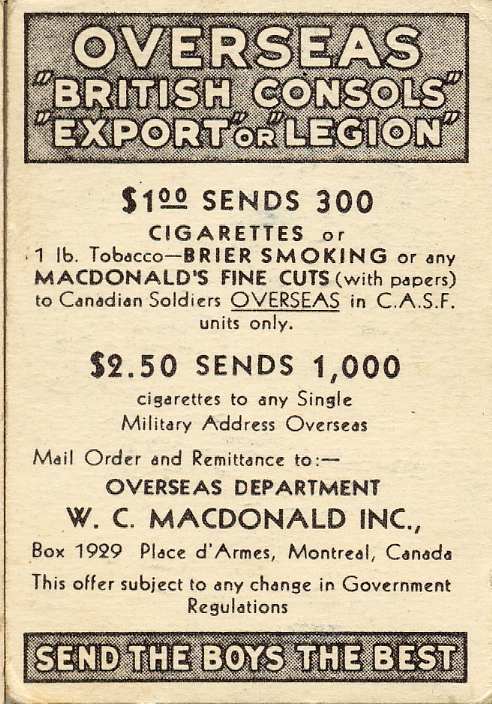 OVERSEAS
"BRITISH CONSOLS"
"EXPORT" OR "LEGION"
$1.00 SENDS 300
CIGARETTES or
1 lb. Tobacco—BRIER SMOKING or any
MACDONALD'S FINE CUTS (with papers)
to Canadian Soldiers OVERSEAS in C.A.S.F.
units only.
$2.50 SENDS 1,000
cigarettes to any Single
Military Address Overseas
Mail Order and Remittance to:—
OVERSEAS DEPARTMENT
W. C. MACDONALD INC.,
Box 1929 Place d'Armes, Montreal, Canada
This offer subject to any change in Government
Regulations
SEND THE BOYS THE BEST